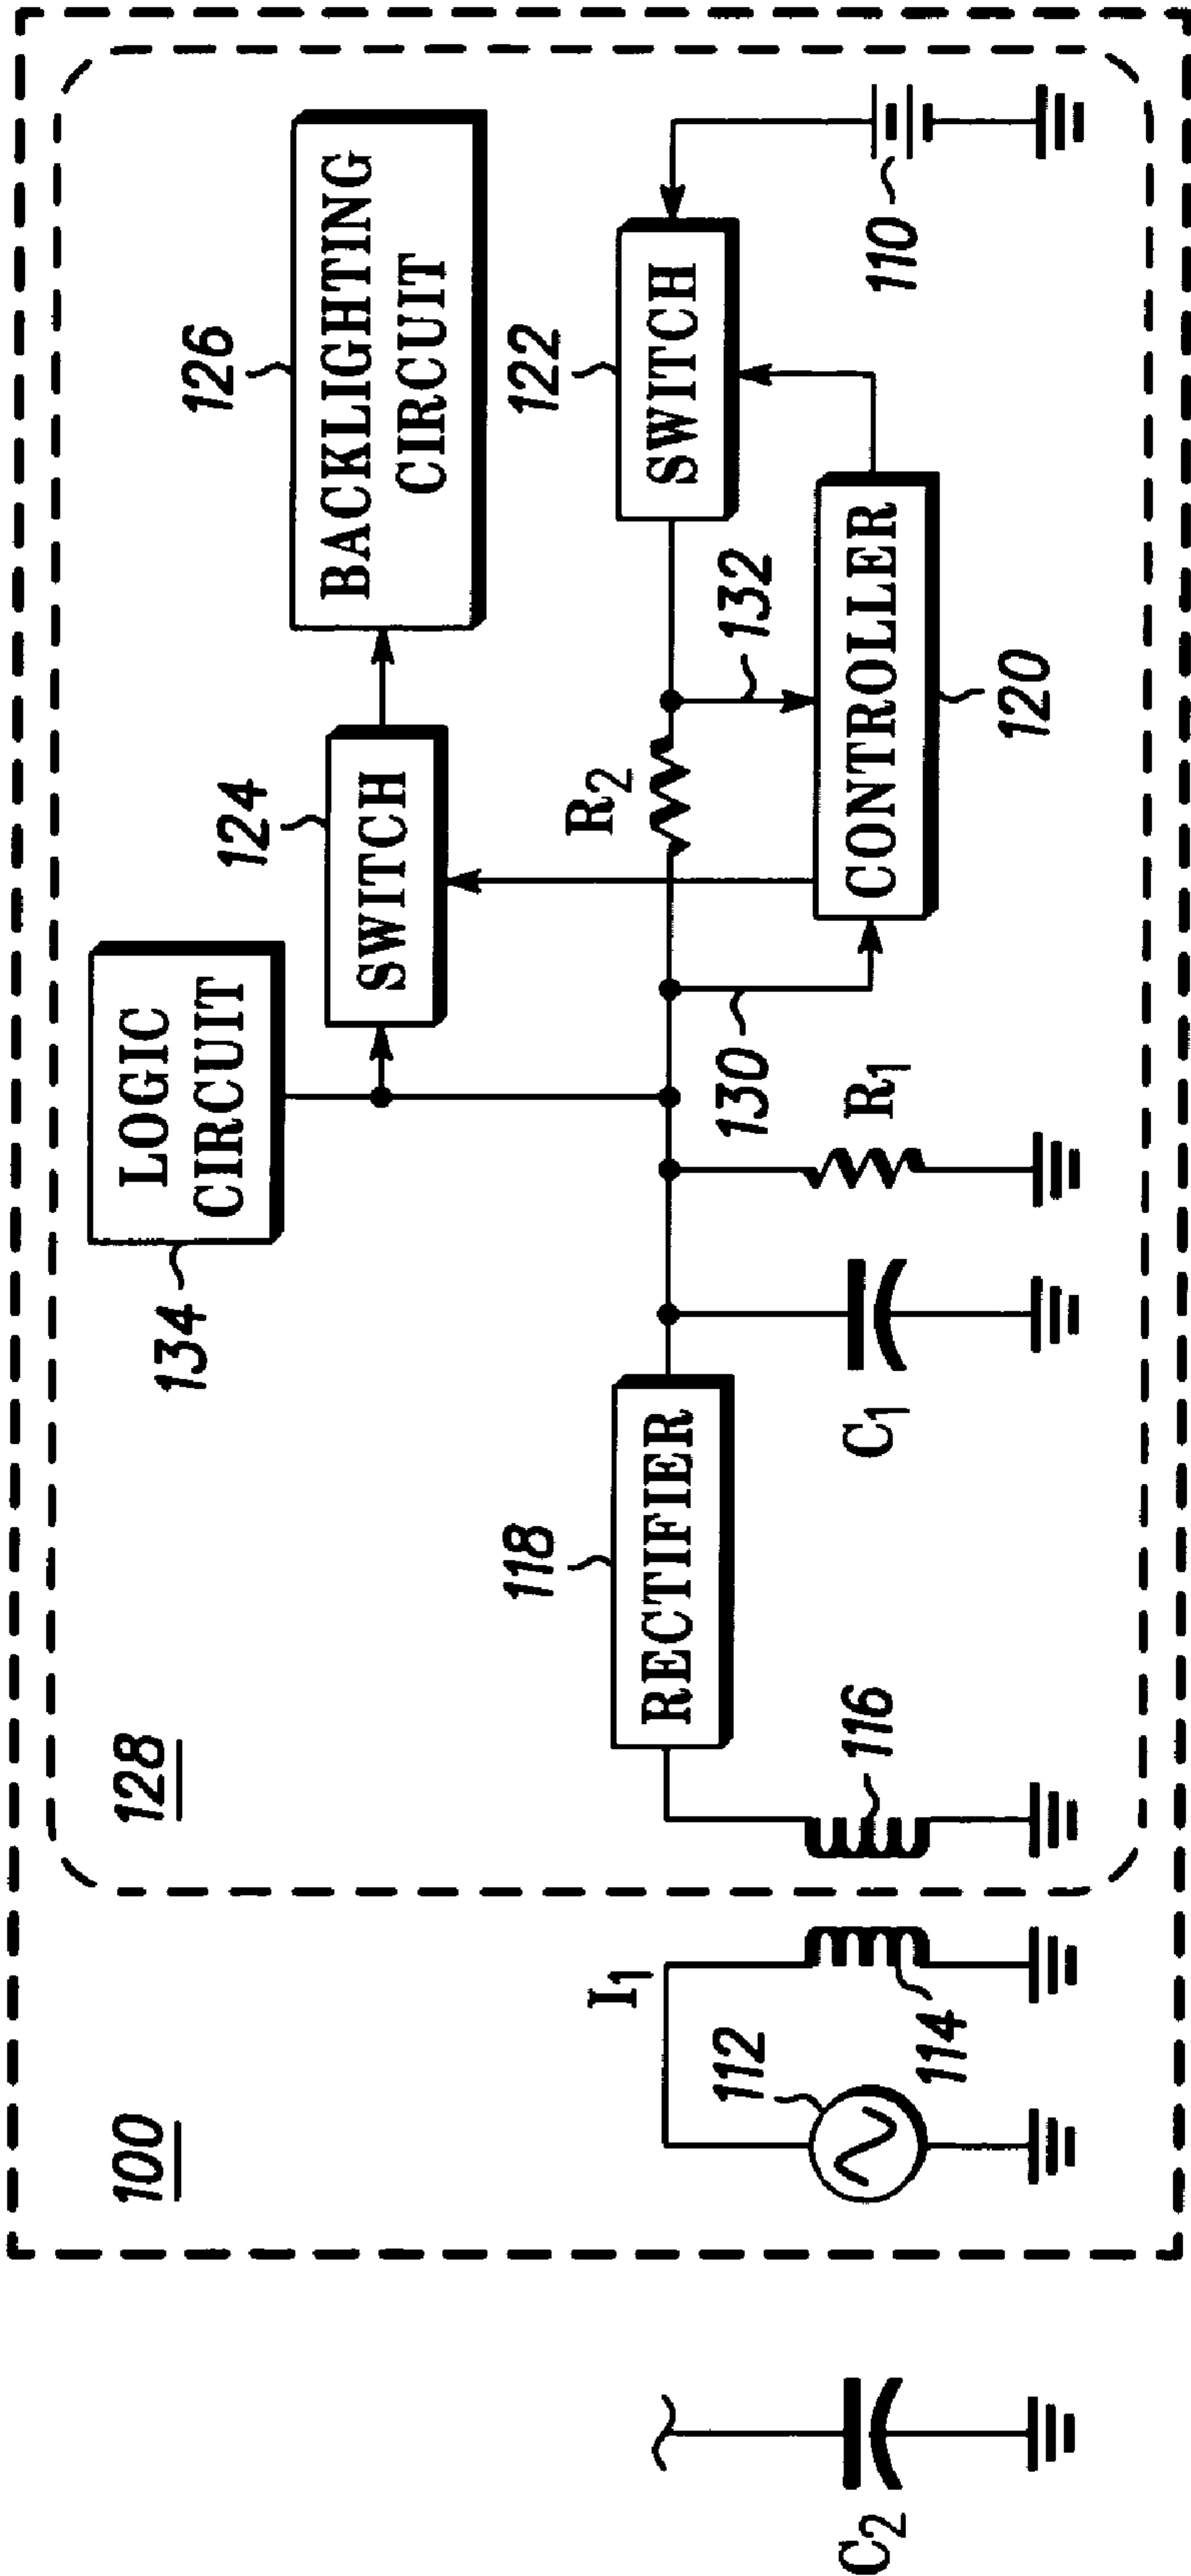 100
128
134
LOGIC
CIRCUIT
124
SWITCH
126
BACKLIGHTING
CIRCUIT
I1
118
RECTIFIER
R2
122
SWITCH
112
114
116
C2
C1
130
R1
132
CONTROLLER
120
110